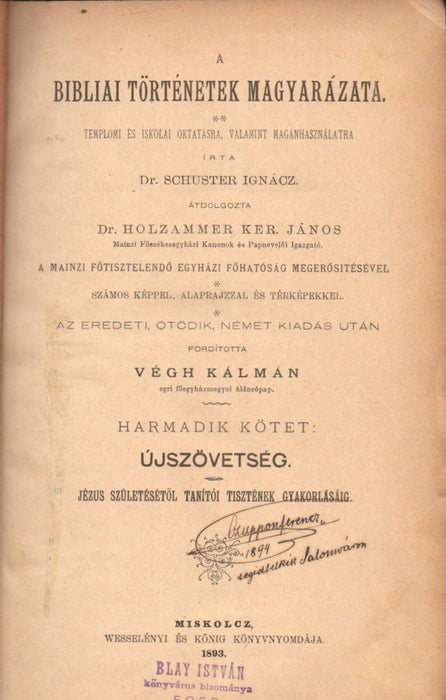 A
BIBLIAI TÖRTÉNETEK MAGYARÁZATA.
TEMPLOMI ÉS ISKOLAI OKTATÁSRA, VALAMINT MAGÁNHASZNÁLATRA
ÍRTA
Dr. SCHUSTER IGNÁCZ.
ÁTDOLGOZTA
Dr. HOLZAMMER KER. JÁNOS
Mainzi Főszékesegyházi Kanonok és Papnevelői Igazgató.
A MAINZI FŐTISZTELENDŐ EGYHÁZI FŐHATÓSÁG MEGERŐSITÉSÉVEL
*
SZÁMOS KÉPPEL, ALAPRAJZZAL ÉS TÉRKÉPEKKEL.
*
AZ EREDETI, ÖTÖDIK, NÉMET KIADÁS UTÁN
FORDÍTOTTA
VÉGH KÁLMÁN
egri főegyházmegyei áldozópap.
HARMADIK KÖTET:
ÚJSZÖVETSÉG.
JÉZUS SZÜLETÉSÉTŐL TANÍTÓI TISZTÉNEK GYAKORLÁSÁIG.
1894
MISKOLCZ,
WESSELÉNYI ÉS KÖNIG KÖNYVNYOMDÁJA.
1893.
BLAY ISTVÁN
könyvárus bizománya
EGER